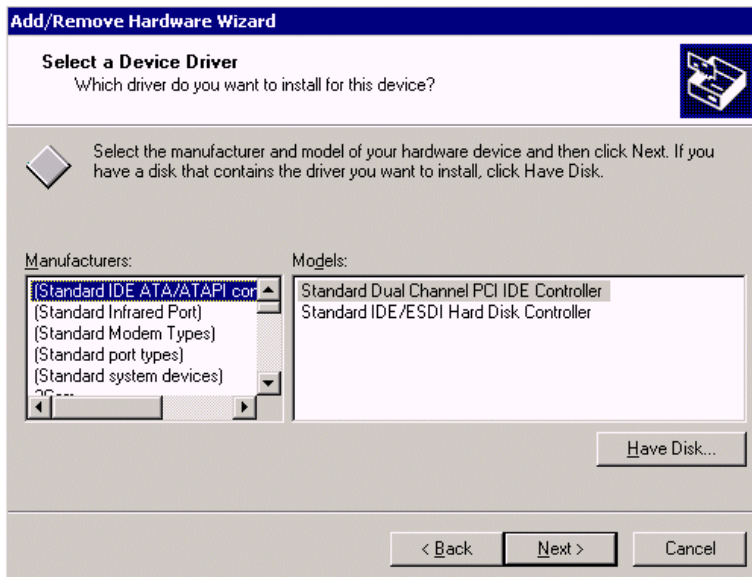 Add/Remove Hardware Wizard
Select a Device Driver
Which driver do you want to install for this device?
Select the manufacturer and model of your hardware device and then click Next. If you
have a disk that contains the driver you want to install, click Have Disk.
Manufacturers:
(Standard IDE ATA/ATAPI con
(Standard Infrared Port)
(Standard Modem Types)
(Standard port types)
(Standard system devices)
Models:
Standard Dual Channel PCI IDE Controller
Standard IDE/ESDI Hard Disk Controller
Have Disk...
< Back
Next >
Cancel